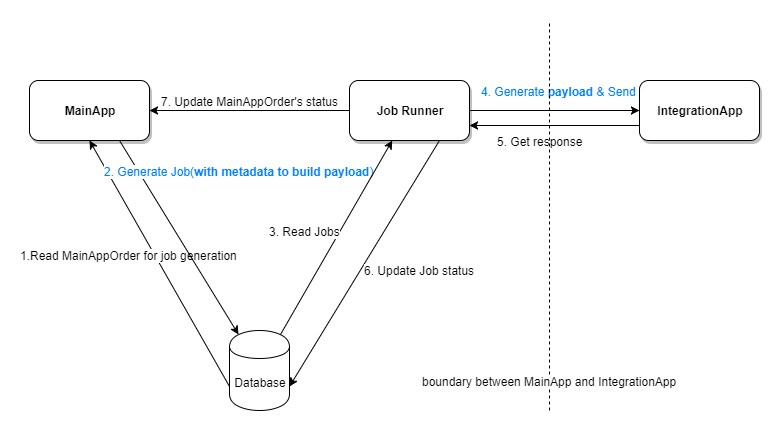 4. Generate payload & Send
7. Update MainAppOrder's status
MainApp
Job Runner
IntegrationApp
5. Get response
2. Generate Job(with metadata to build payload)
3. Read Jobs
1.Read MainAppOrder for job generation
6. Update Job status
Database
boundary between MainApp and IntegrationApp